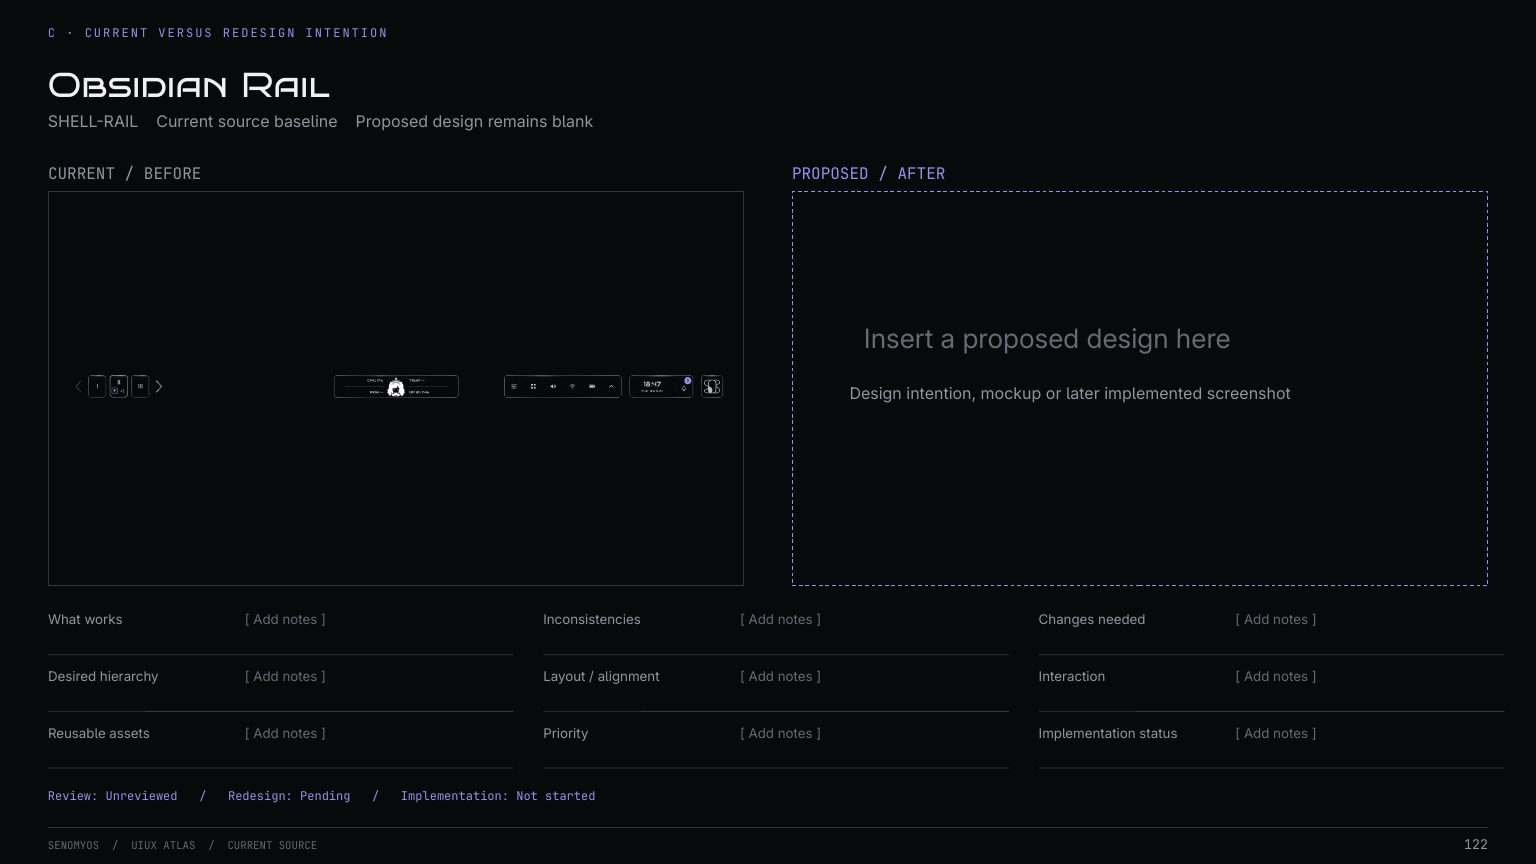 C · CURRENT VERSUS REDESIGN INTENTION
Obsidian Rail
SHELL-RAIL Current source baseline Proposed design remains blank
CURRENT / BEFORE
PROPOSED / AFTER
I
II
III
18:47
Insert a proposed design here
Design intention, mockup or later implemented screenshot
What works [ Add notes ]
Inconsistencies [ Add notes ]
Changes needed [ Add notes ]
Desired hierarchy [ Add notes ]
Layout / alignment [ Add notes ]
Interaction [ Add notes ]
Reusable assets [ Add notes ]
Priority [ Add notes ]
Implementation status [ Add notes ]
Review: Unreviewed / Redesign: Pending / Implementation: Not started
SENOMYOS / UIUX ATLAS / CURRENT SOURCE
122